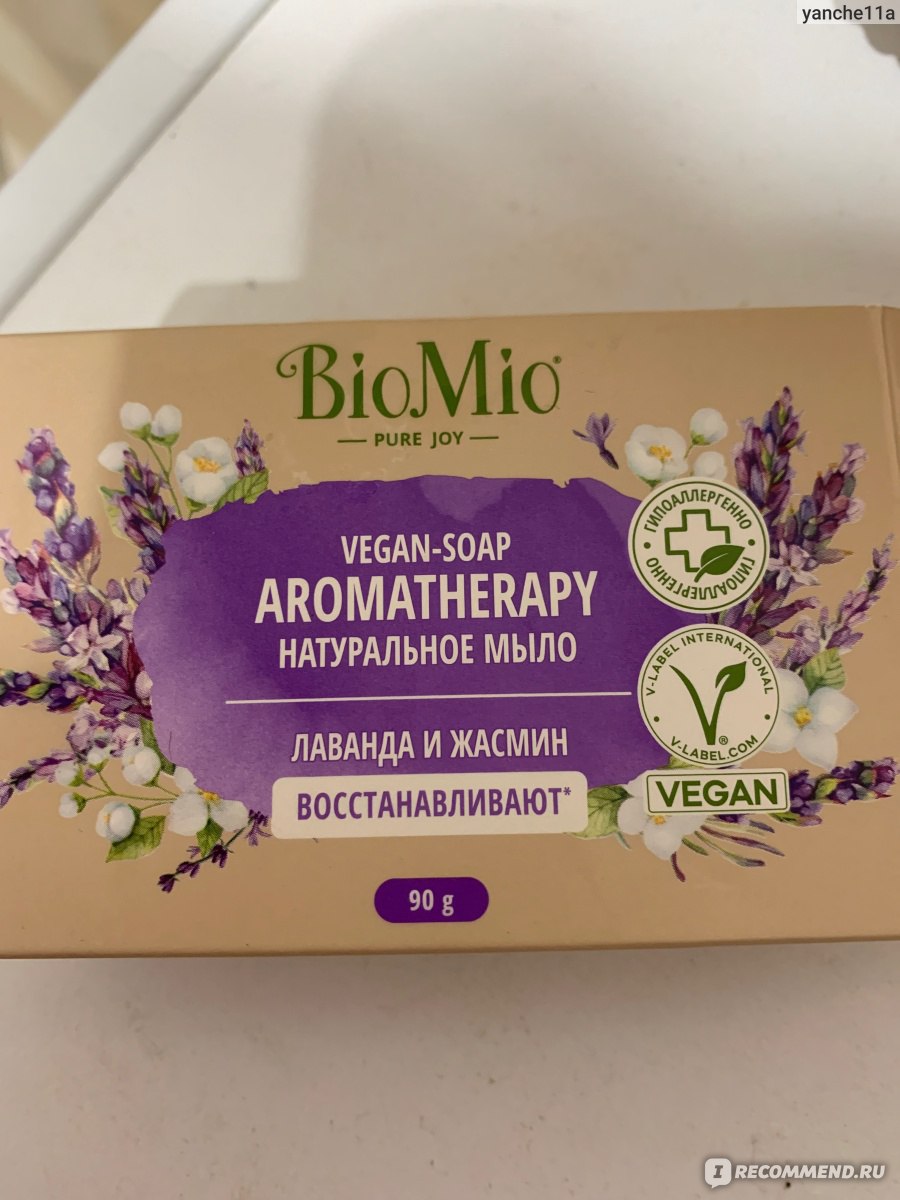 yanche11a
BioMio®
PURE JOY
VEGAN-SOAP
AROMATHERAPY
НАТУРАЛЬНОЕ МЫЛО
ЛАВАНДА И ЖАСМИН
ВОССТАНАВЛИВАЮТ*
90 g
ГИПОАЛЛЕРГЕННО
ГИПОАЛЛЕРГЕННО
V-LABEL INTERNATIONAL
®
V-LABEL.COM
VEGAN
IRECOMMEND.RU